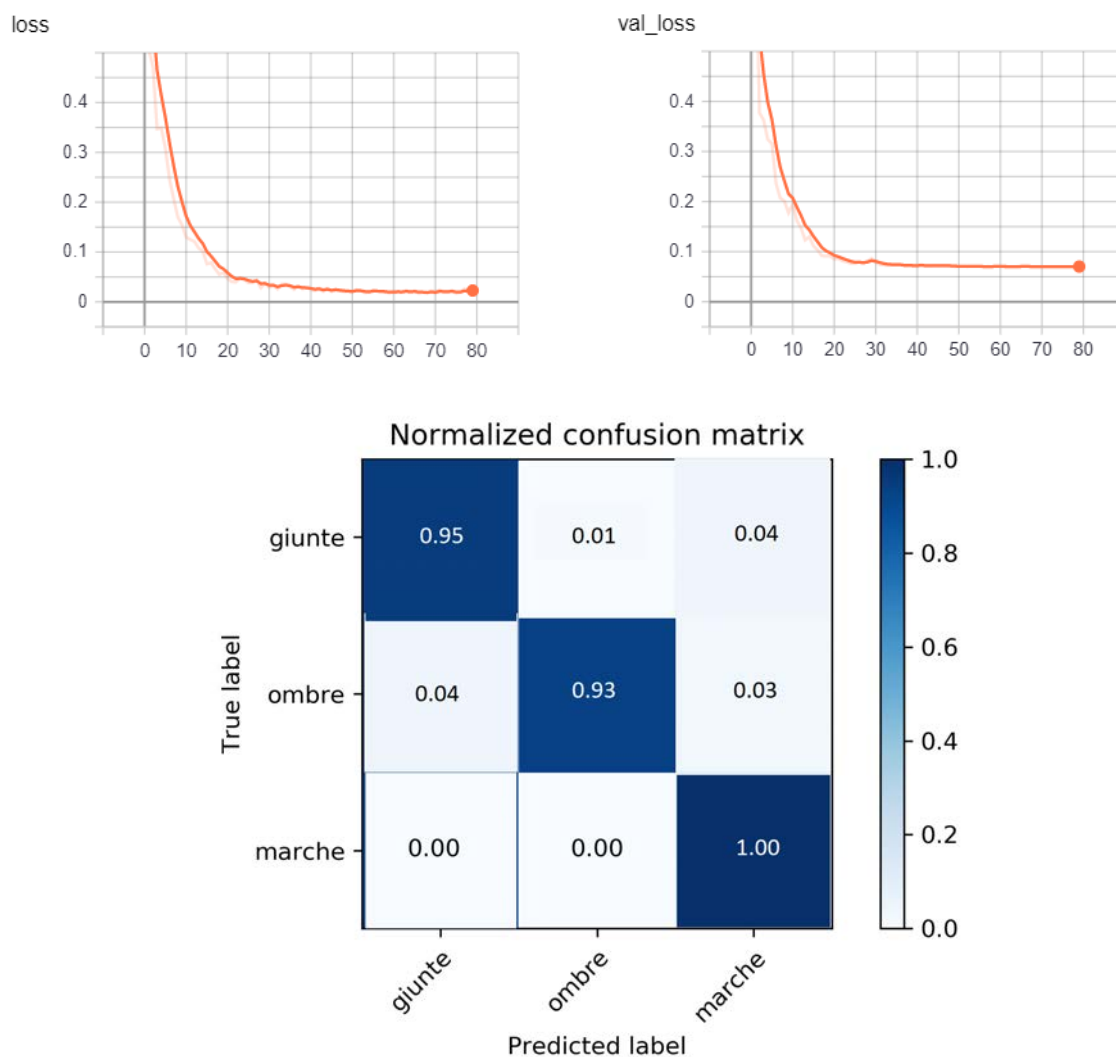 loss
val_loss
0.4
0.3
0.2
0.1
0
0 10 20 30 40 50 60 70 80
0.4
0.3
0.2
0.1
0
0 10 20 30 40 50 60 70 80
Normalized confusion matrix
True label
giunte 0.95 0.01 0.04
ombre 0.04 0.93 0.03
marche 0.00 0.00 1.00
giunte ombre marche
Predicted label
1.0
0.8
0.6
0.4
0.2
0.0